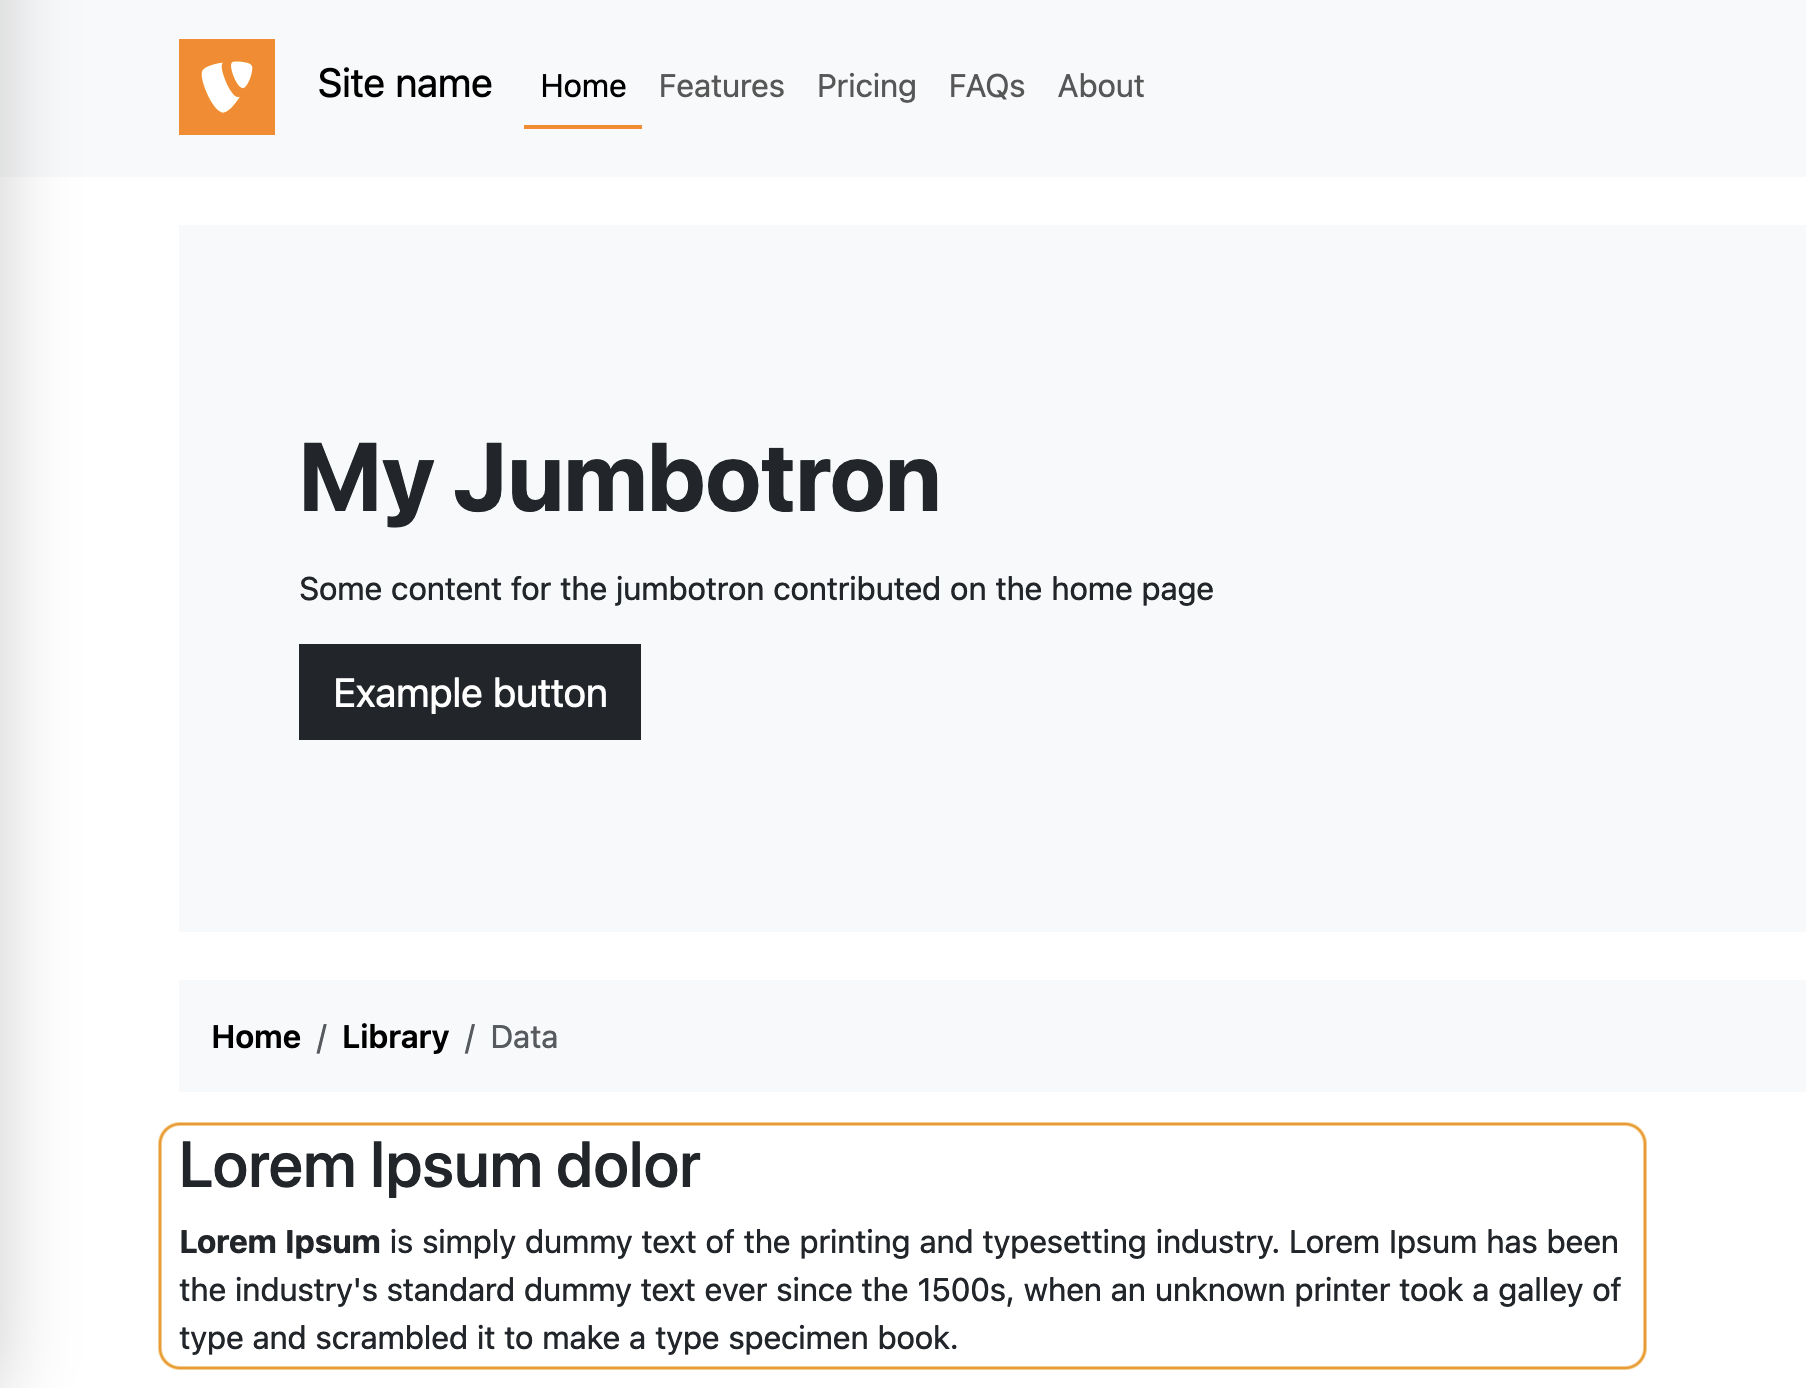 Site name Home Features Pricing FAQs About
My Jumbotron
Some content for the jumbotron contributed on the home page
Example button
Home / Library / Data
Lorem Ipsum dolor
Lorem Ipsum is simply dummy text of the printing and typesetting industry. Lorem Ipsum has been
the industry's standard dummy text ever since the 1500s, when an unknown printer took a galley of
type and scrambled it to make a type specimen book.